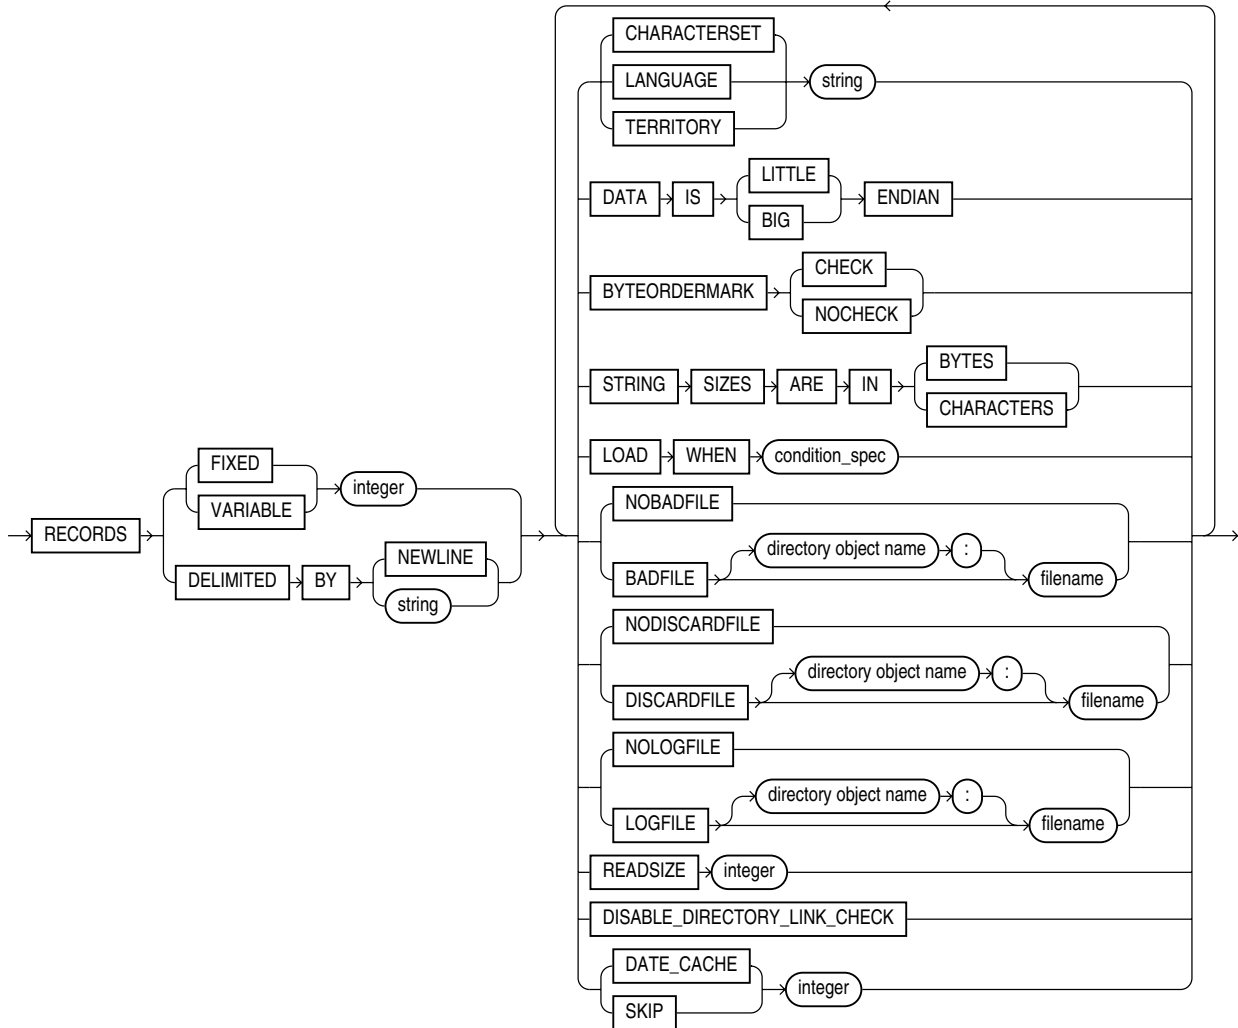 CHARACTERSET
LANGUAGE string
TERRITORY
LITTLE
DATA IS ENDIAN
BIG
CHECK
BYTEORDERMARK
NOCHECK
BYTES
STRING SIZES ARE IN
CHARACTERS
FIXED
LOAD WHEN condition_spec
integer
VARIABLE
NOBADFILE
RECORDS
NEWLINE
directory object name :
DELIMITED BY
BADFILE filename
string
NODISCARDFILE
directory object name :
DISCARDFILE filename
NOLOGFILE
directory object name :
LOGFILE filename
READSIZE integer
DISABLE_DIRECTORY_LINK_CHECK
DATE_CACHE
integer
SKIP